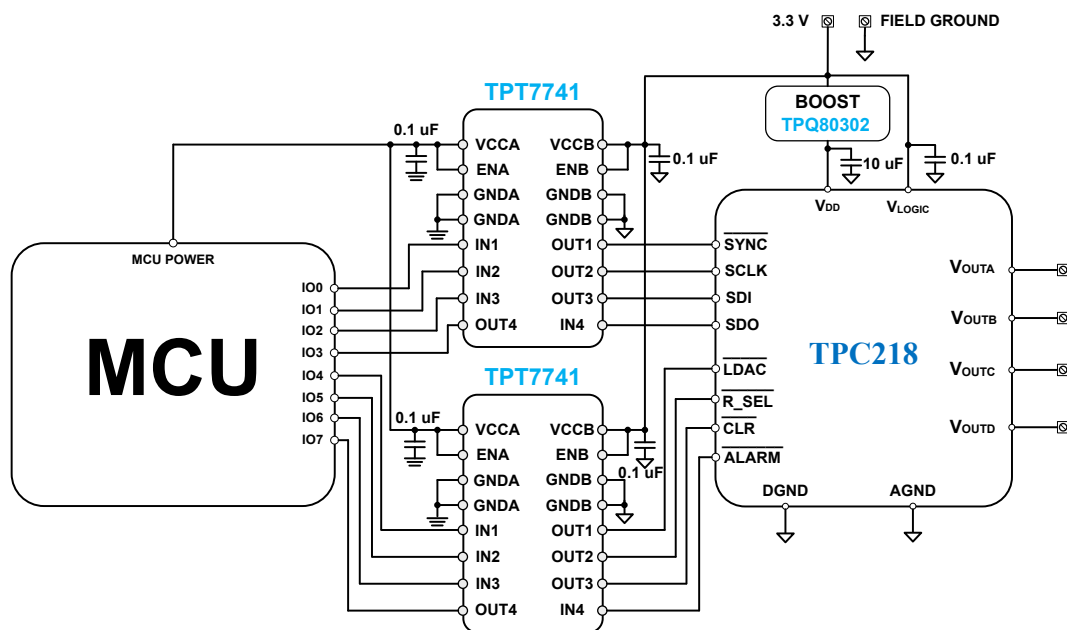 3.3 V
FIELD GROUND
TPT7741
BOOST
TPQ80302
0.1 uF
0.1 uF
10 uF
0.1 uF
VCCA
VCCB
ENA
ENB
GNDA
GNDB
GNDA
GNDB
IN1
OUT1
IN2
OUT2
IN3
OUT3
OUT4
IN4
MCU POWER
MCU
IO0
IO1
IO2
IO3
IO4
IO5
IO6
IO7
VDD
VLOGIC
SYNC
SCLK
SDI
SDO
LDAC
R_SEL
CLR
ALARM
TPC218
VOUTA
VOUTB
VOUTC
VOUTD
DGND
AGND
TPT7741
0.1 uF
0.1 uF
VCCA
VCCB
ENA
ENB
GNDA
GNDB
GNDA
GNDB
IN1
OUT1
IN2
OUT2
IN3
OUT3
OUT4
IN4